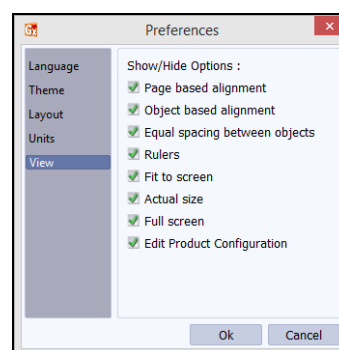 Preferences
Language
Theme
Layout
Units
View
Show/Hide Options :
Page based alignment
Object based alignment
Equal spacing between objects
Rulers
Fit to screen
Actual size
Full screen
Edit Product Configuration
Ok
Cancel